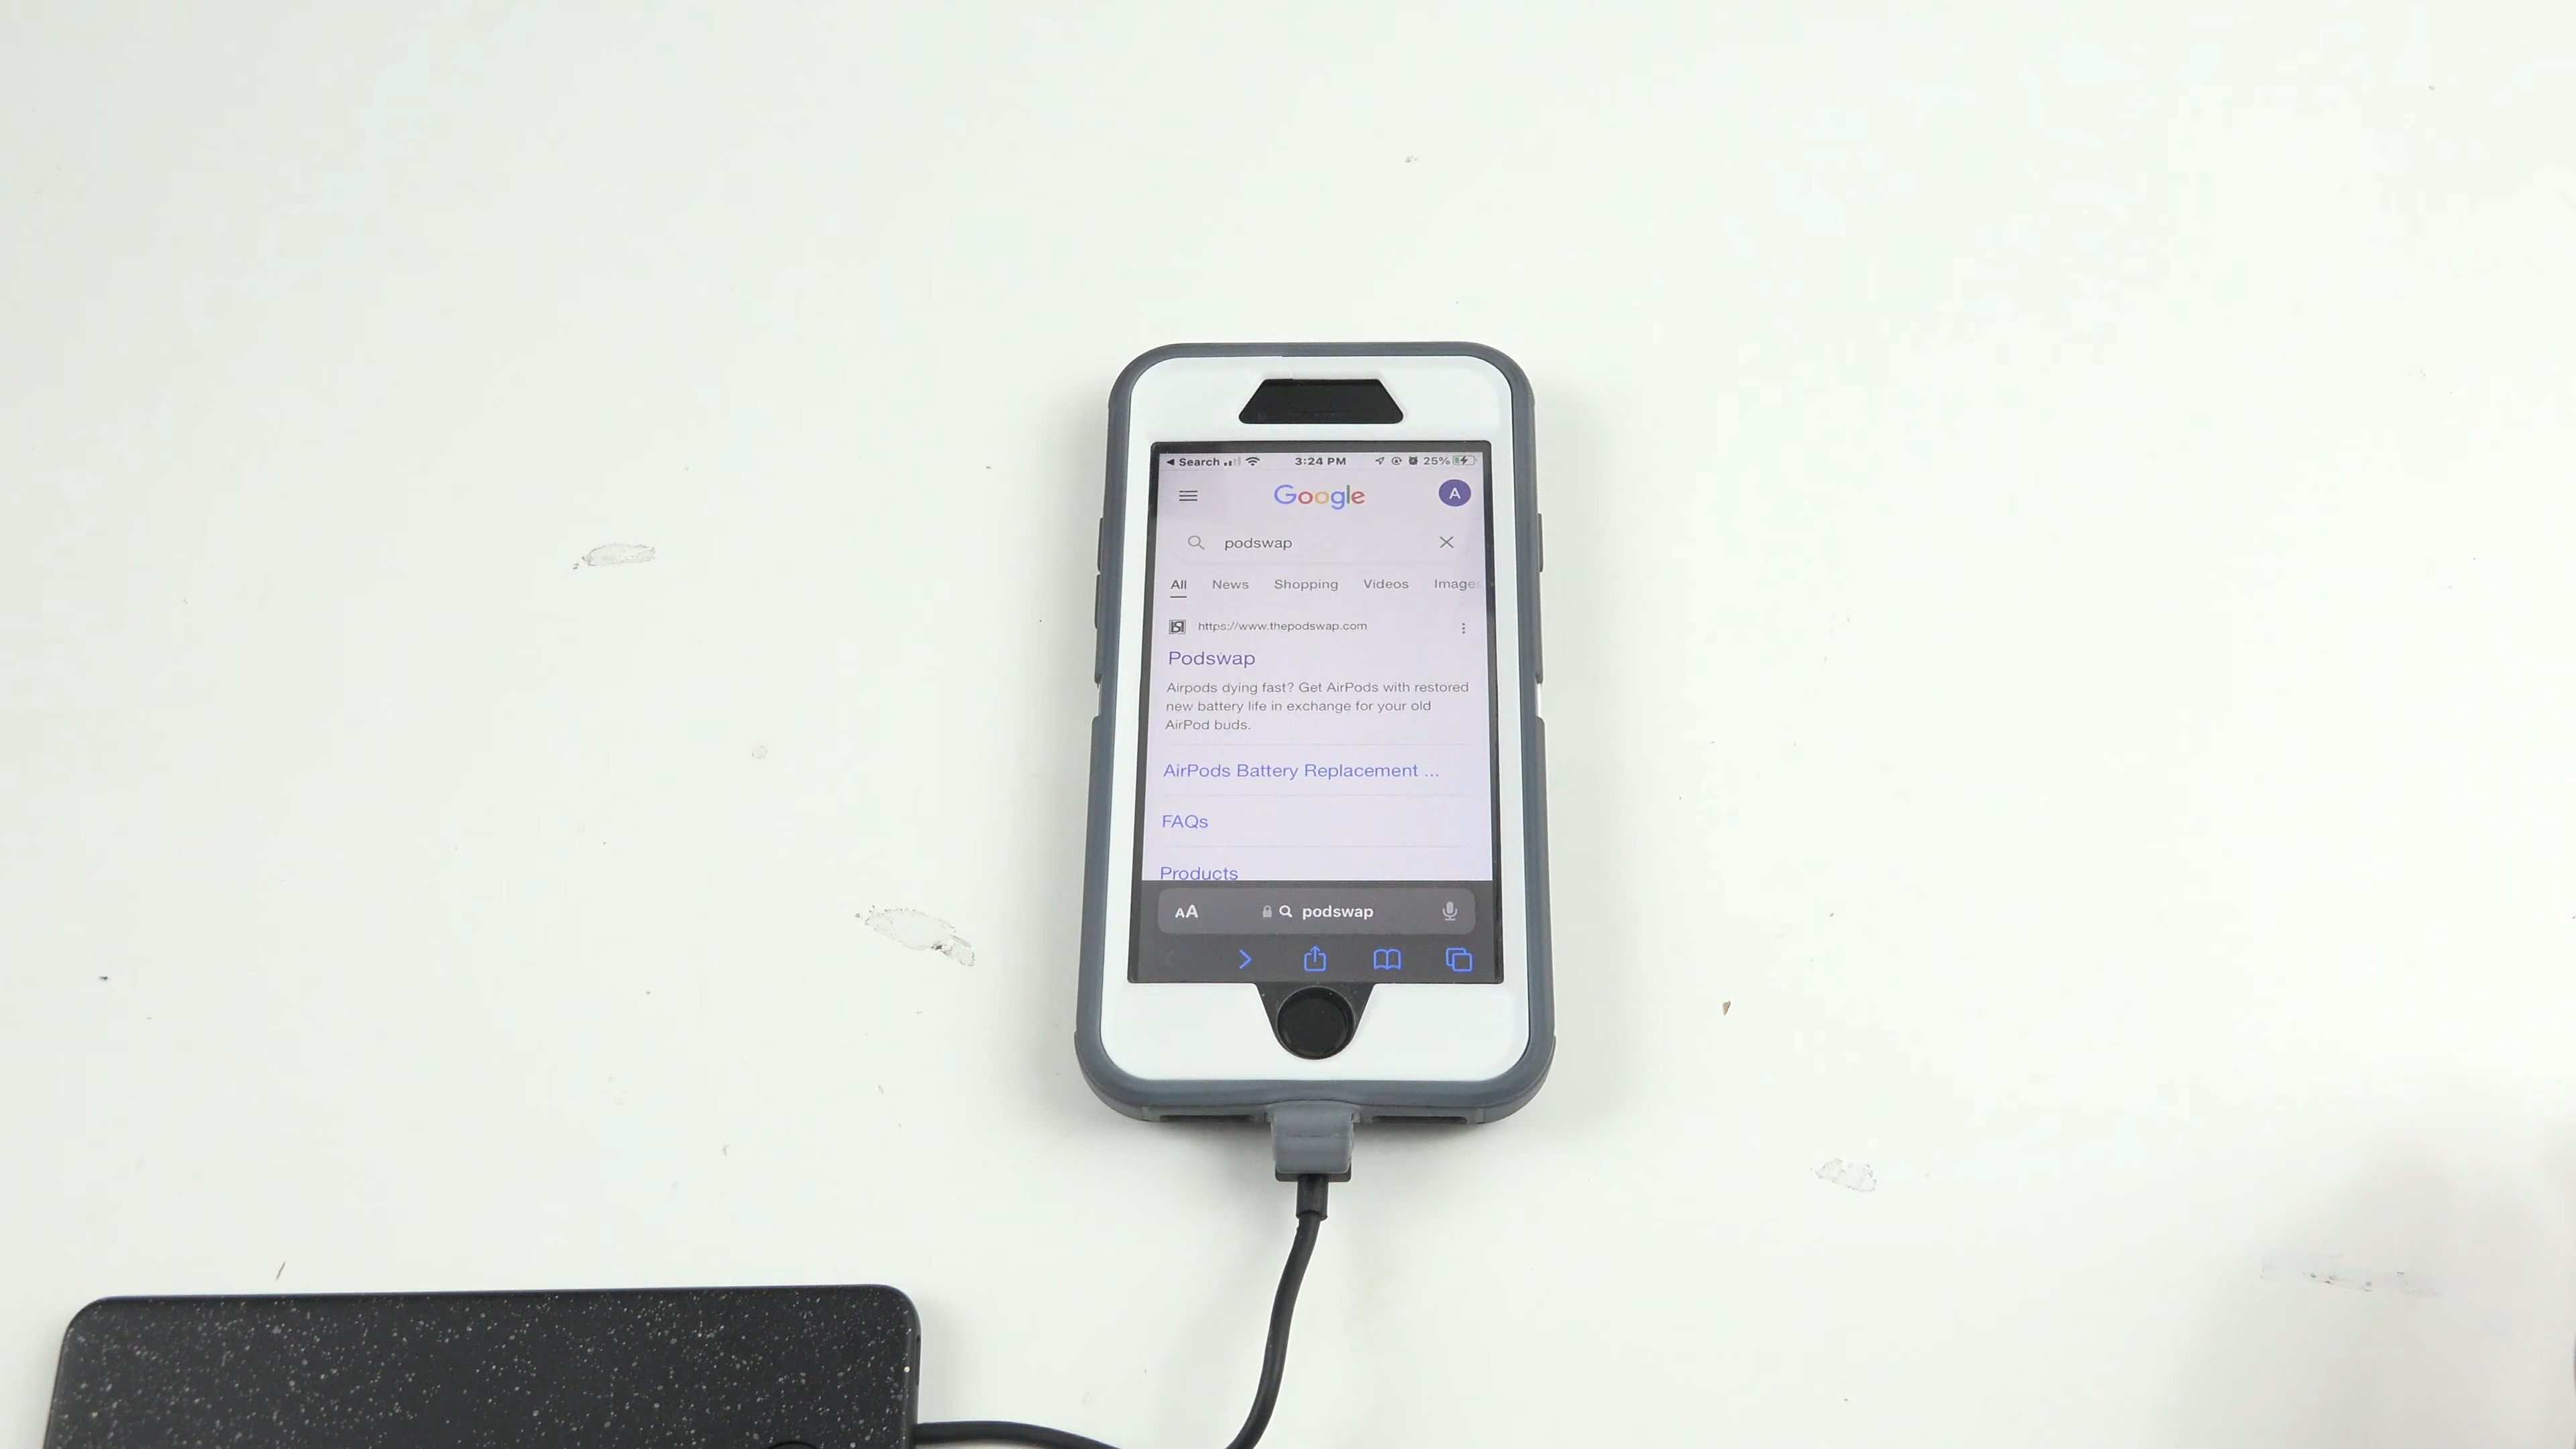 Search 3:24 PM 25%
Google
A
podswap
All News Shopping Videos Images
https://www.thepodswap.com
Podswap
Airpods dying fast? Get AirPods with restored
new battery life in exchange for your old
AirPod buds.
AirPods Battery Replacement ...
FAQs
Products
AA podswap